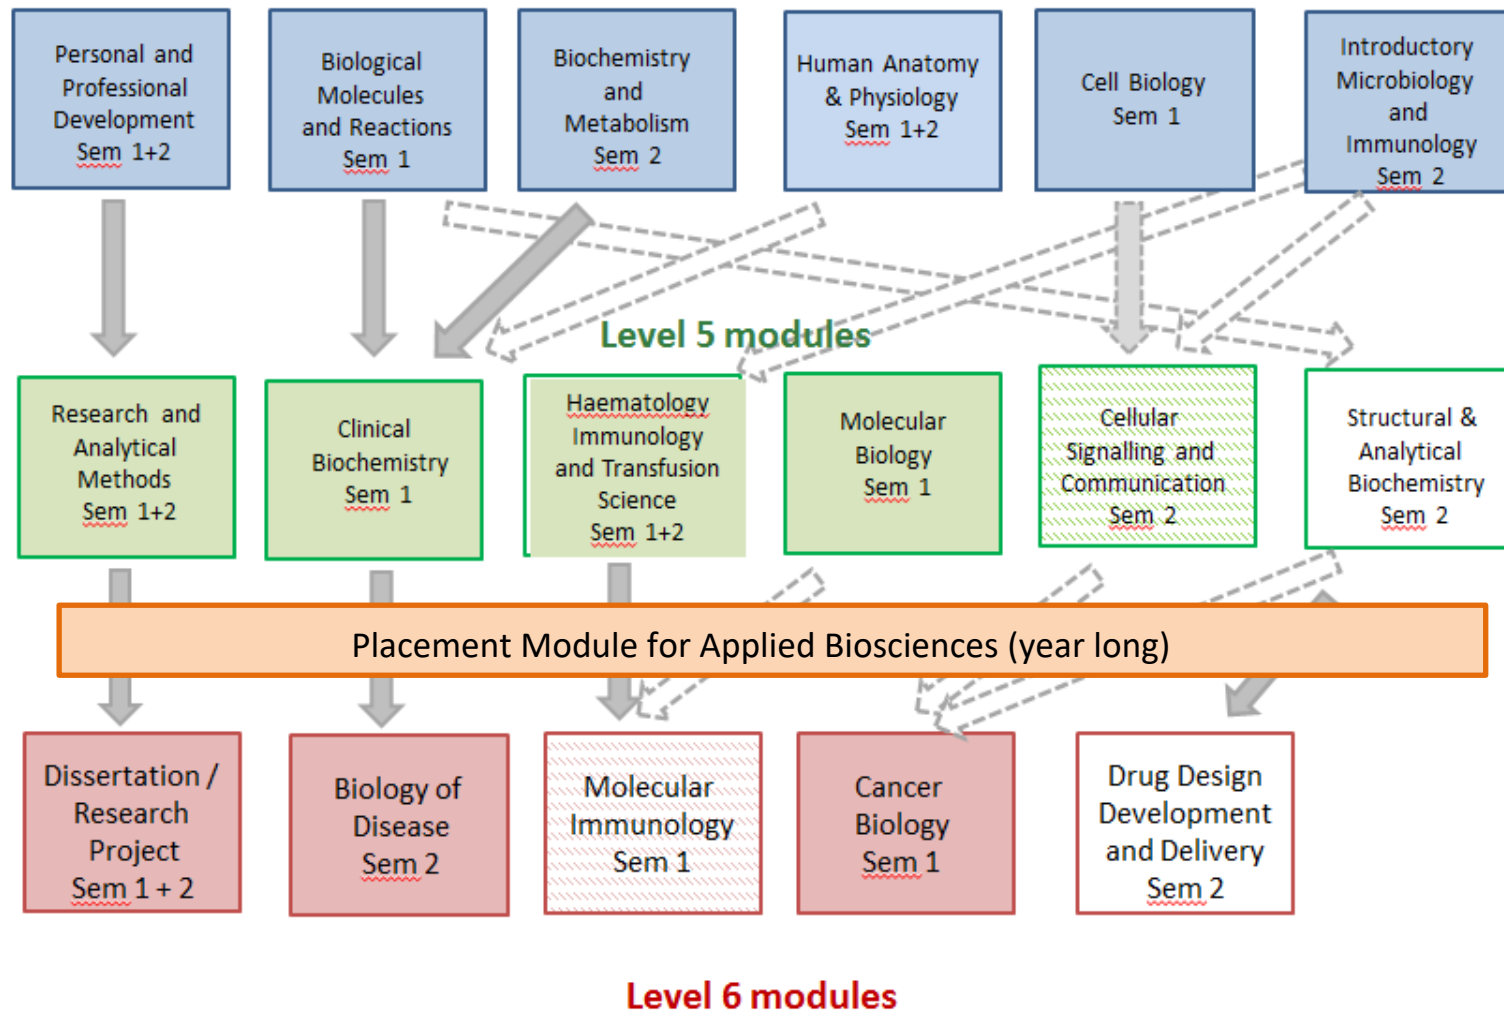 Personal and
Professional
Development
Sem 1+2
Biological
Molecules
and Reactions
Sem 1
Biochemistry
and
Metabolism
Sem 2
Human Anatomy
& Physiology
Sem 1+2
Cell Biology
Sem 1
Introductory
Microbiology
and
Immunology
Sem 2
Level 5 modules
Research and
Analytical
Methods
Sem 1+2
Clinical
Biochemistry
Sem 1
Haematology
Immunology
and Transfusion
Science
Sem 1+2
Molecular
Biology
Sem 1
Cellular
Signalling and
Communication
Sem 2
Structural &
Analytical
Biochemistry
Sem 2
Placement Module for Applied Biosciences (year long)
Dissertation /
Research
Project
Sem 1 + 2
Biology of
Disease
Sem 2
Molecular
Immunology
Sem 1
Cancer
Biology
Sem 1
Drug Design
Development
and Delivery
Sem 2
Level 6 modules